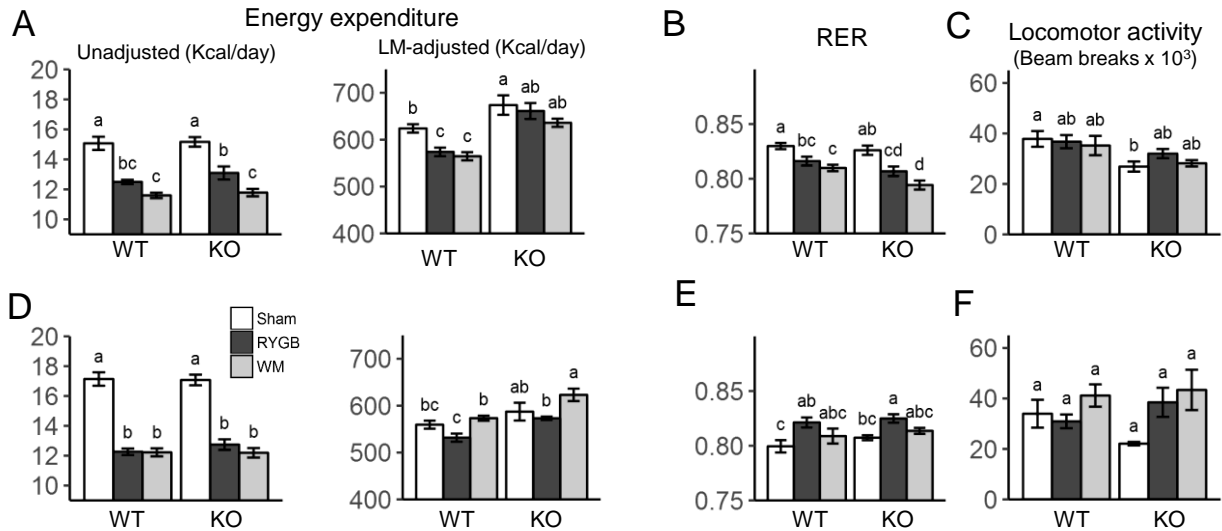 A
Energy expenditure
Unadjusted (Kcal/day)
LM-adjusted (Kcal/day)
B
RER
C
Locomotor activity
(Beam breaks x 10³)
20
18
16
14
12
10
a
bc
c
a
b
c
WT
KO
700
600
500
400
b
c
c
a
ab
ab
WT
KO
0.85
0.80
0.75
a
bc
c
ab
cd
d
WT
KO
60
40
20
0
a
ab
ab
b
ab
ab
WT
KO
D
Sham
RYGB
WM
20
18
16
14
12
10
a
b
b
a
b
b
WT
KO
700
600
500
400
bc
c
b
ab
b
a
WT
KO
E
0.85
0.80
0.75
c
ab
abc
bc
a
abc
WT
KO
F
60
40
20
0
a
a
a
a
a
a
WT
KO